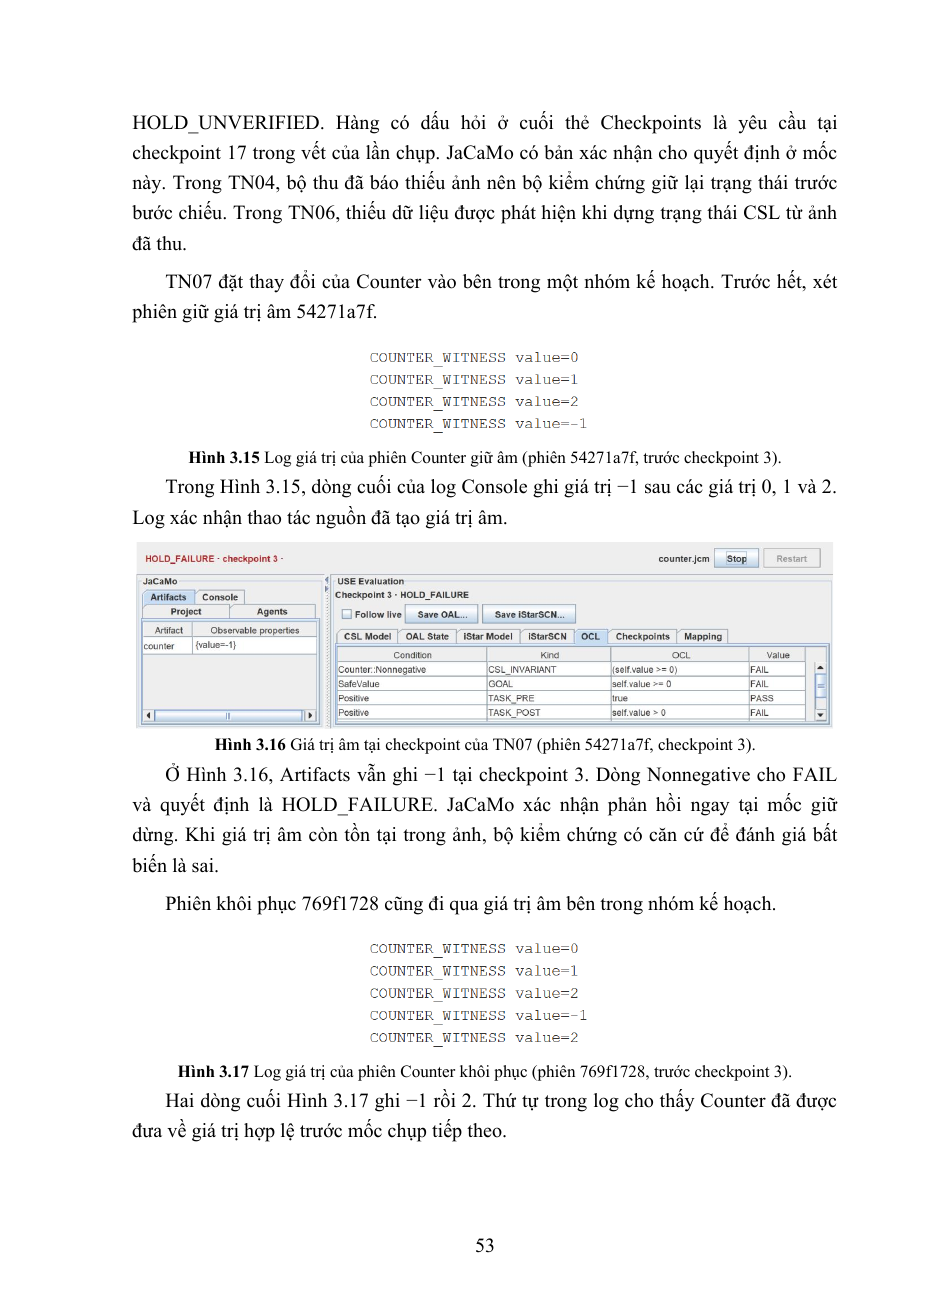 HOLD_UNVERIFIED. Hàng có dấu hỏi ở cuối thẻ Checkpoints là yêu cầu tại
checkpoint 17 trong vết của lần chụp. JaCaMo có bản xác nhận cho quyết định ở mốc
này. Trong TN04, bộ thu đã báo thiếu ảnh nên bộ kiểm chứng giữ lại trạng thái trước
bước chiếu. Trong TN06, thiếu dữ liệu được phát hiện khi dựng trạng thái CSL từ ảnh
đã thu.
TN07 đặt thay đổi của Counter vào bên trong một nhóm kế hoạch. Trước hết, xét
phiên giữ giá trị âm 54271a7f.
COUNTER_WITNESS value=0
COUNTER_WITNESS value=1
COUNTER_WITNESS value=2
COUNTER_WITNESS value=-1
Hình 3.15 Log giá trị của phiên Counter giữ âm (phiên 54271a7f, trước checkpoint 3).
Trong Hình 3.15, dòng cuối của log Console ghi giá trị −1 sau các giá trị 0, 1 và 2.
Log xác nhận thao tác nguồn đã tạo giá trị âm.
HOLD_FAILURE - checkpoint 3 -
counter.jcm Stop Restart
JaCaMo
Artifacts Console
Project Agents
Artifact Observable properties
counter {value=-1}
USE Evaluation
Checkpoint 3 - HOLD_FAILURE
Follow live Save OAL... Save iStarSCN...
CSL Model OAL State iStar Model iStarSCN OCL Checkpoints Mapping
Condition Kind OCL Value
Counter::Nonnegative CSL_INVARIANT (self.value >= 0) FAIL
SafeValue GOAL self.value >= 0 FAIL
Positive TASK_PRE true PASS
Positive TASK_POST self.value > 0 FAIL
Hình 3.16 Giá trị âm tại checkpoint của TN07 (phiên 54271a7f, checkpoint 3).
Ở Hình 3.16, Artifacts vẫn ghi −1 tại checkpoint 3. Dòng Nonnegative cho FAIL
và quyết định là HOLD_FAILURE. JaCaMo xác nhận phản hồi ngay tại mốc giữ
dừng. Khi giá trị âm còn tồn tại trong ảnh, bộ kiểm chứng có căn cứ để đánh giá bất
biến là sai.
Phiên khôi phục 769f1728 cũng đi qua giá trị âm bên trong nhóm kế hoạch.
COUNTER_WITNESS value=0
COUNTER_WITNESS value=1
COUNTER_WITNESS value=2
COUNTER_WITNESS value=-1
COUNTER_WITNESS value=2
Hình 3.17 Log giá trị của phiên Counter khôi phục (phiên 769f1728, trước checkpoint 3).
Hai dòng cuối Hình 3.17 ghi −1 rồi 2. Thứ tự trong log cho thấy Counter đã được
đưa về giá trị hợp lệ trước mốc chụp tiếp theo.
53